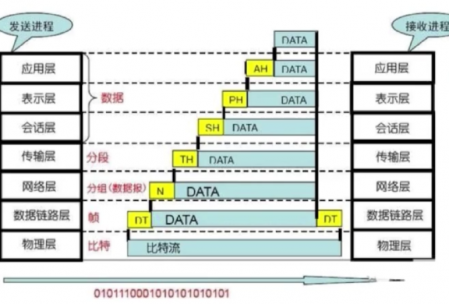 发送进程
接收进程
DATA
应用层
AH
DATA
应用层
表示层
数据
PH
DATA
表示层
会话层
SH
DATA
会话层
传输层
分段
TH
DATA
传输层
网络层
分组(数据报)
N
DATA
网络层
数据链路层
帧
DT
DATA
DT
数据链路层
物理层
比特
比特流
物理层
0101110001010101010101